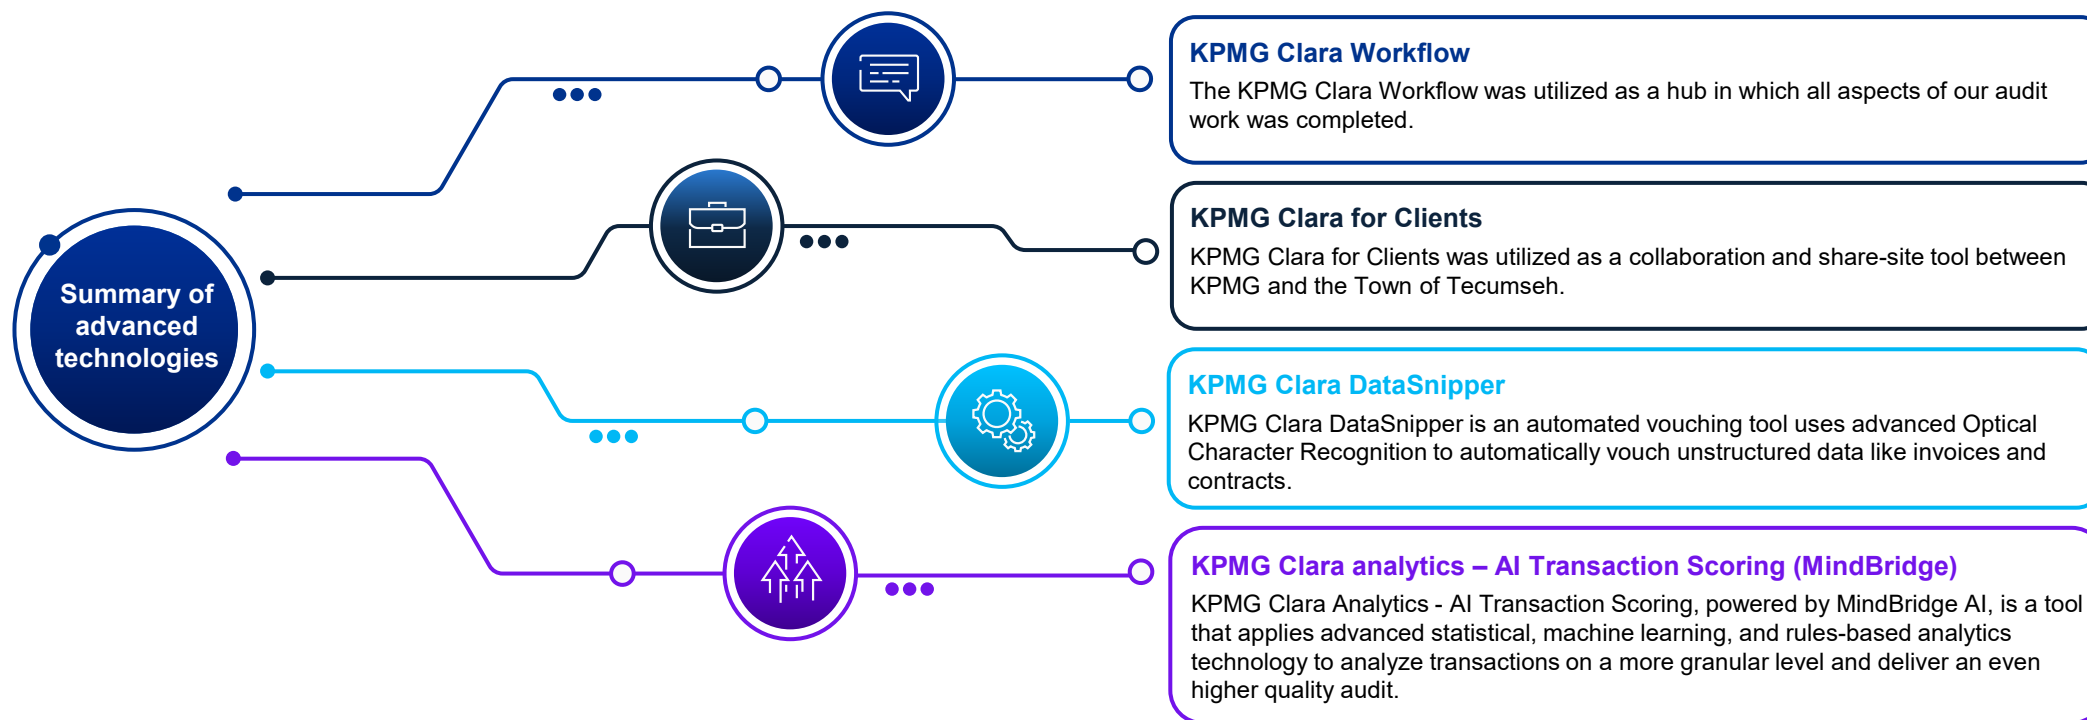 Summary of
advanced
technologies
KPMG Clara Workflow
The KPMG Clara Workflow was utilized as a hub in which all aspects of our audit
work was completed.
KPMG Clara for Clients
KPMG Clara for Clients was utilized as a collaboration and share-site tool between
KPMG and the Town of Tecumseh.
KPMG Clara DataSnipper
KPMG Clara DataSnipper is an automated vouching tool uses advanced Optical
Character Recognition to automatically vouch unstructured data like invoices and
contracts.
KPMG Clara analytics – AI Transaction Scoring (MindBridge)
KPMG Clara Analytics - AI Transaction Scoring, powered by MindBridge AI, is a tool
that applies advanced statistical, machine learning, and rules-based analytics
technology to analyze transactions on a more granular level and deliver an even
higher quality audit.